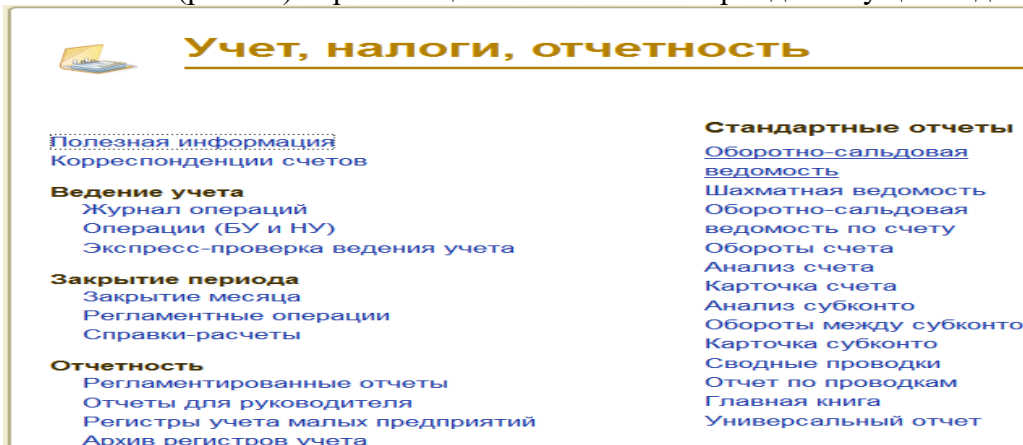 Учет, налоги, отчетность
Полезная информация
Корреспонденции счетов
Ведение учета
Журнал операций
Операции (БУ и НУ)
Экспресс-проверка ведения учета
Закрытие периода
Закрытие месяца
Регламентные операции
Справки-расчеты
Отчетность
Регламентированные отчеты
Отчеты для руководителя
Регистры учета малых предприятий
Архив регистров учета
Стандартные отчеты
Оборотно-сальдовая
ведомость
Шахматная ведомость
Оборотно-сальдовая
ведомость по счету
Обороты счета
Анализ счета
Карточка счета
Анализ субконто
Обороты между субконто
Карточка субконто
Сводные проводки
Отчет по проводкам
Главная книга
Универсальный отчет